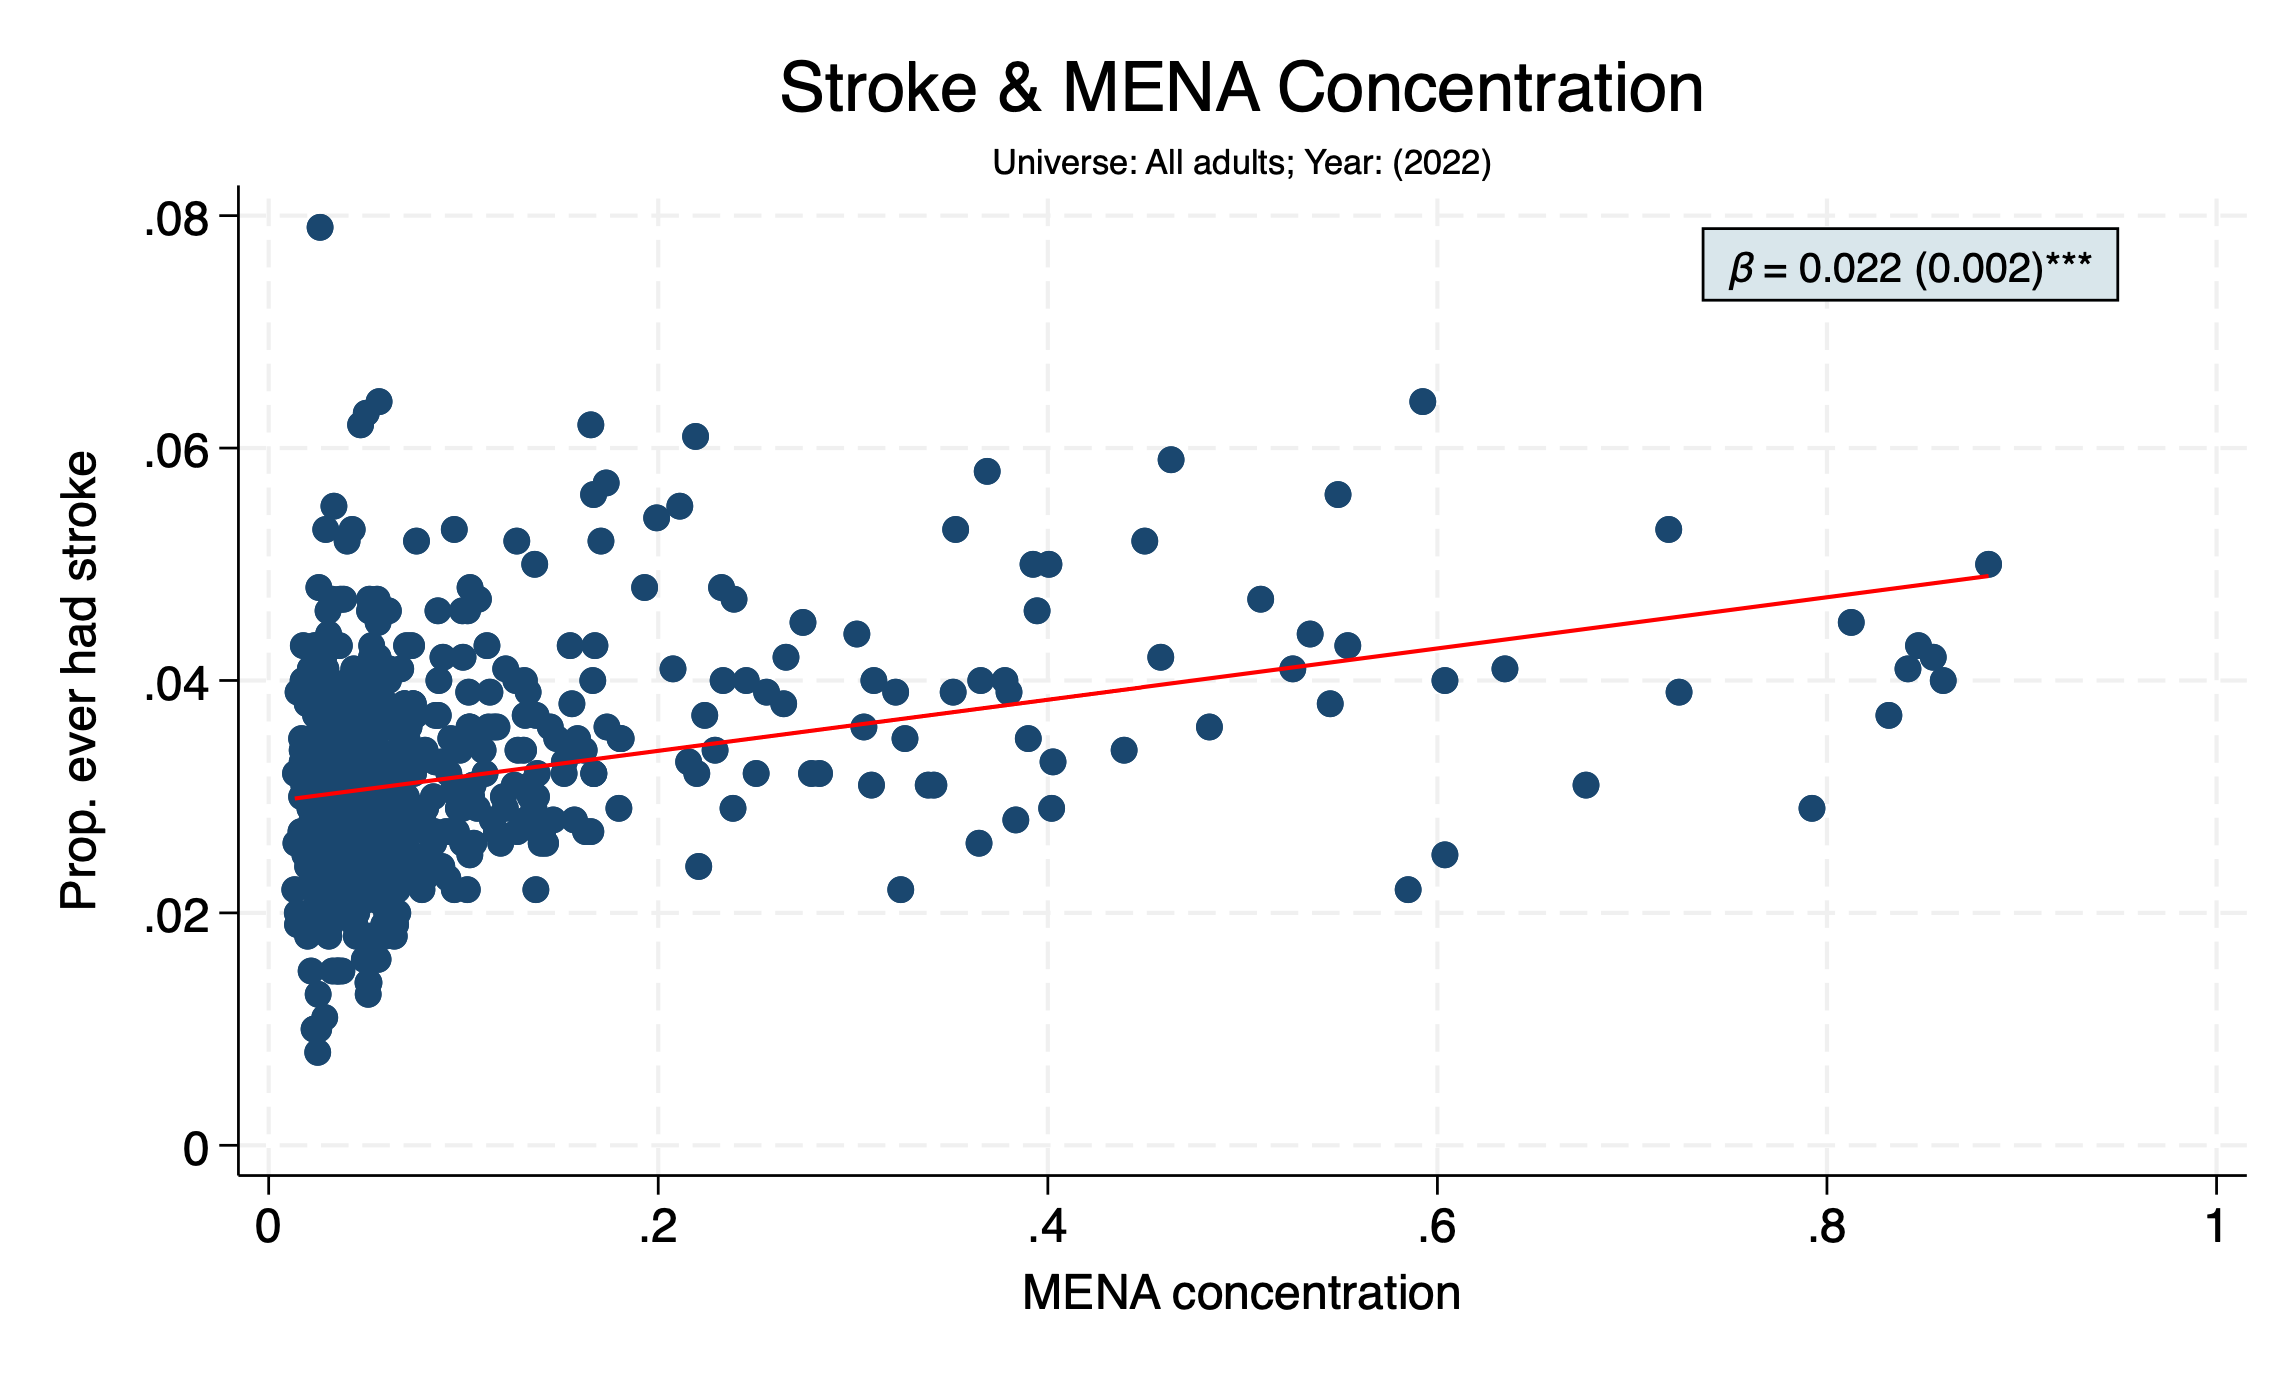 Stroke & MENA Concentration
Universe: All adults; Year: (2022)
β = 0.022 (0.002)***
Prop. ever had stroke
.08
.06
.04
.02
0
0 .2 .4 .6 .8 1
MENA concentration